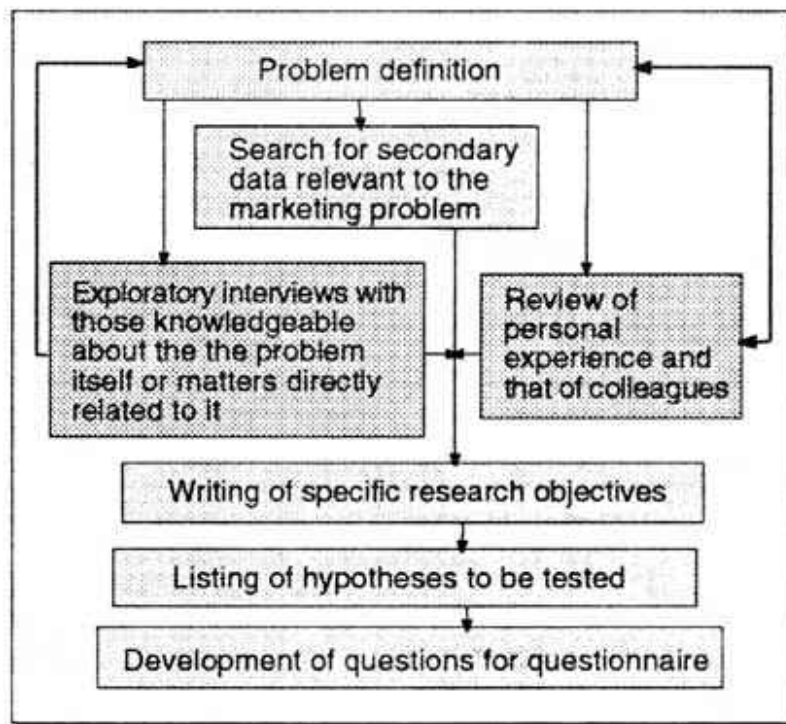 Problem definition
Search for secondary
data relevant to the
marketing problem
Exploratory interviews with
those knowledgeable
about the the problem
itself or matters directly
related to it
Review of
personal
experience and
that of colleagues
Writing of specific research objectives
Listing of hypotheses to be tested
Development of questions for questionnaire